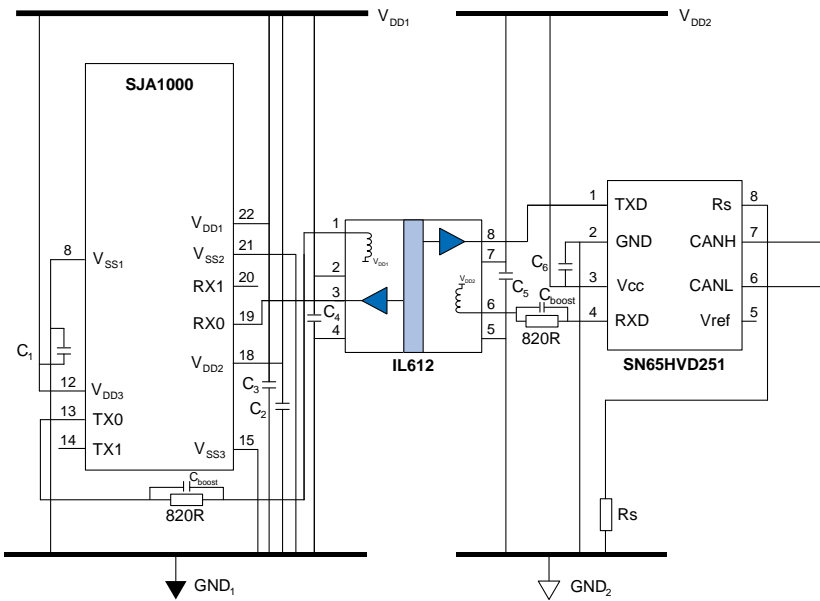 VDD1
VDD2
SJA1000
VDD1 22
VSS2 21
RX1 20
RX0 19
VDD2 18
VSS3 15
8 VSS1
12 VDD3
13 TX0
14 TX1
C1
C3
C2
C4
Cboost
820R
1
2
3
4
VDD1
VDD2
8
7
6
5
IL612
C5
Cboost
820R
C6
1 TXD
2 GND
3 Vcc
4 RXD
Rs 8
CANH 7
CANL 6
Vref 5
SN65HVD251
Rs
GND1
GND2